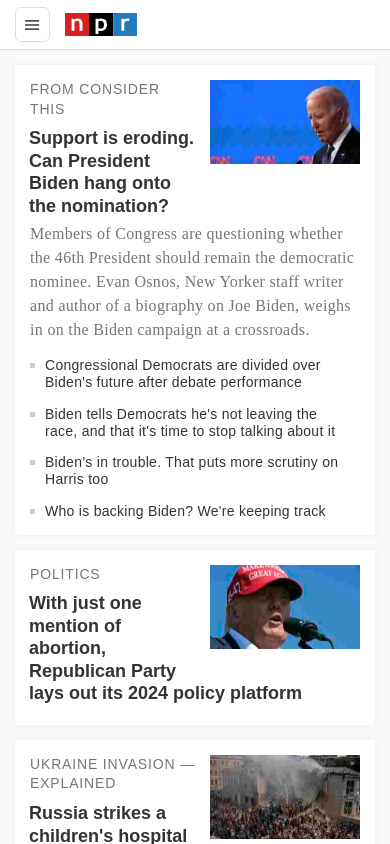 npr
FROM CONSIDER
THIS
Support is eroding.
Can President
Biden hang onto
the nomination?
CNN CNN CNN
Members of Congress are questioning whether
the 46th President should remain the democratic
nominee. Evan Osnos, New Yorker staff writer
and author of a biography on Joe Biden, weighs
in on the Biden campaign at a crossroads.
Congressional Democrats are divided over
Biden's future after debate performance
Biden tells Democrats he's not leaving the
race, and that it's time to stop talking about it
Biden’s in trouble. That puts more scrutiny on
Harris too
Who is backing Biden? We're keeping track
POLITICS
With just one
mention of
abortion,
Republican Party
lays out its 2024 policy platform
UKRAINE INVASION —
EXPLAINED
Russia strikes a
children's hospital